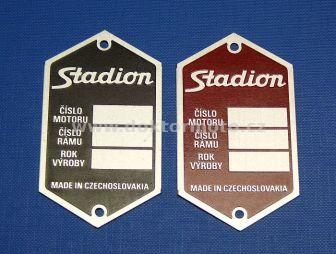 Stadion
ČÍSLO
MOTORU
ČÍSLO
RÁMU
ROK
VÝROBY
MADE IN CZECHOSLOVAKIA
Stadion
ČÍSLO
MOTORU
ČÍSLO
RÁMU
ROK
VÝROBY
MADE IN CZECHOSLOVAKIA